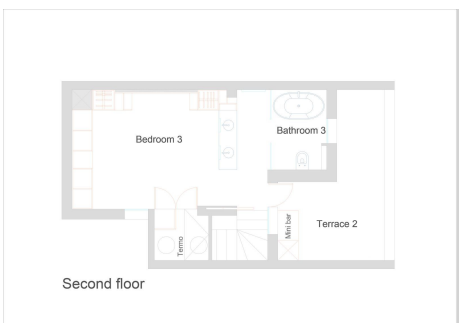 Bedroom 3
Bathroom 3
Terrace 2
Mini bar
Termo
Second floor